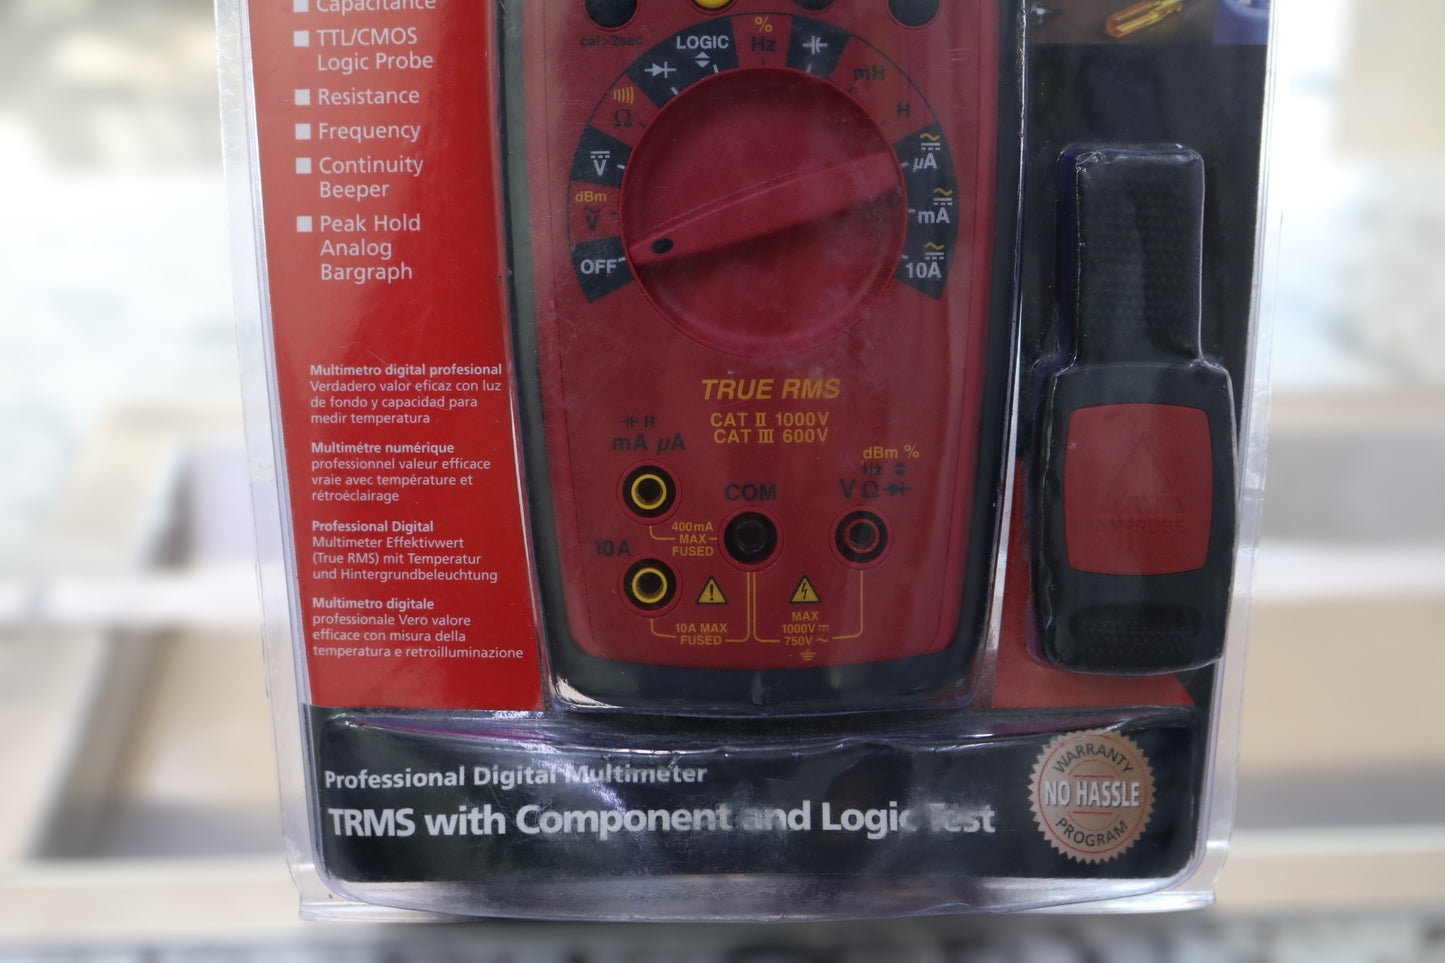 Capacitance
TTL/CMOS
Logic Probe
Resistance
Frequency
Continuity
Beeper
Peak Hold
Analog
Bargraph
Multímetro digital profesional
Verdadero valor eficaz con luz
de fondo y capacidad para
medir temperatura
Multimétre numérique
professionnel valeur efficace
vraie avec température et
rétroéclairage
Professional Digital
Multimeter Effektivwert
(True RMS) mit Temperatur
und Hintergrundbeleuchtung
Multimetro digitale
professionale Vero valore
efficace con misura della
temperatura e retroilluminazione
cal>2sec
LOGIC
%
Hz
mH
H
Ω
V
dBm
V
OFF
µA
mA
10A
TRUE RMS
CAT II 1000V
CAT III 600V
H
mA µA
dBm %
Hz
V Ω
COM
400mA
MAX
FUSED
10A
10A MAX
FUSED
MAX
1000V
750V ~
AMPROBE
Professional Digital Multimeter
TRMS with Component and Logic Test
WARRANTY
NO HASSLE
PROGRAM